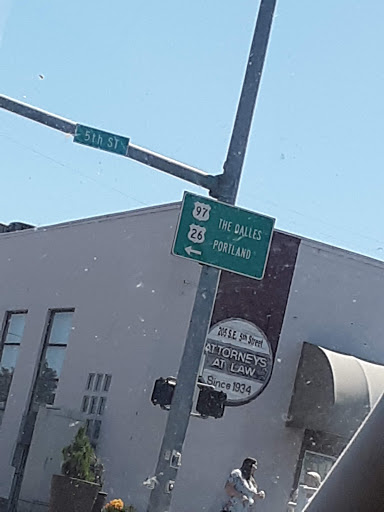 5th ST
97
THE DALLES
26
PORTLAND
205 S.E. 5th Street
ATTORNEYS
AT LAW
Since 1934